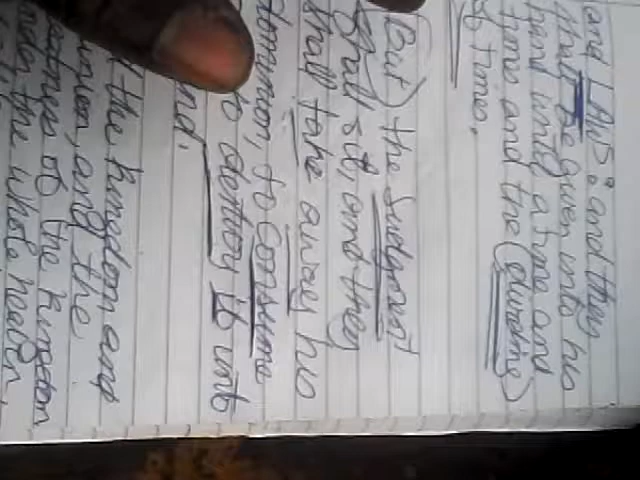 and LAWS: and they
shall be given into his
hand until a time and
time and the (dividing)
of times.
(But) the Judgment
shall sit, and they
shall take away his
dominion, to consume
to destroy it unto
end.
the kingdom and
and the
of the kingdom
under the whole heaven,